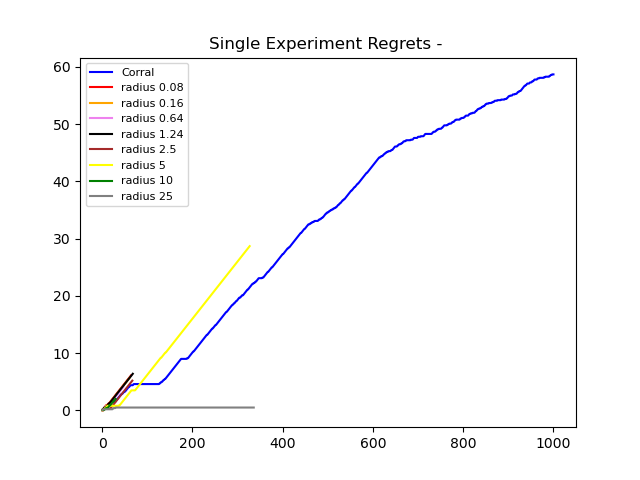 Single Experiment Regrets -
Corral
radius 0.08
radius 0.16
radius 0.64
radius 1.24
radius 2.5
radius 5
radius 10
radius 25
60
50
40
30
20
10
0
0 200 400 600 800 1000